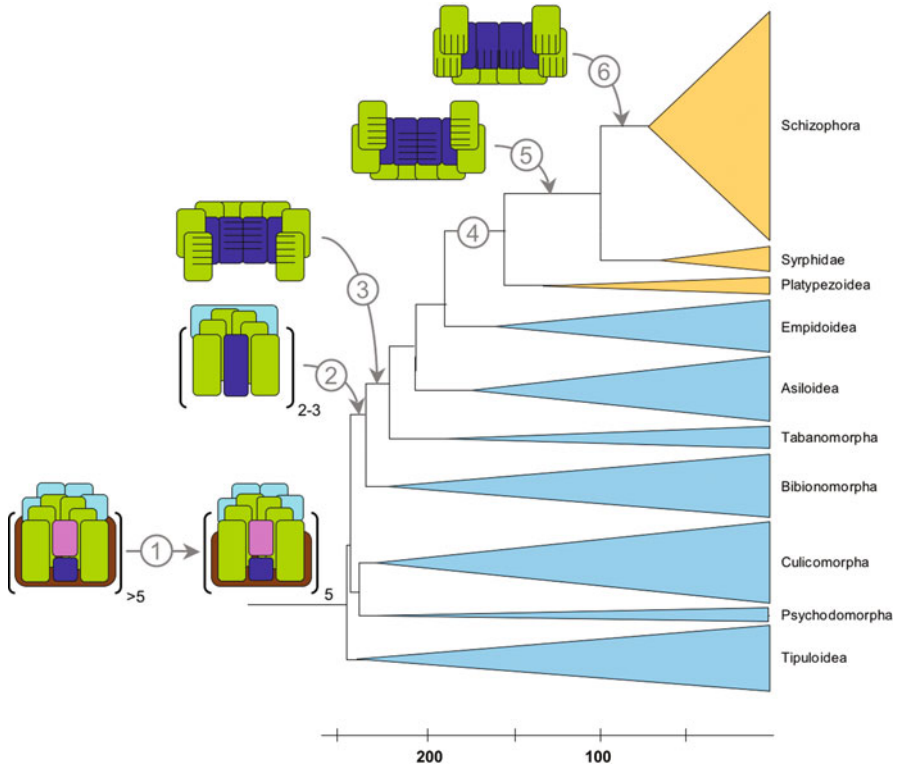 6
Schizophora
5
4
Syrphidae
Platypezoidea
3
Empidoidea
2
2-3
Asiloidea
Tabanomorpha
Bibionomorpha
1
>5
5
Culicomorpha
Psychodomorpha
Tipuloidea
200 100